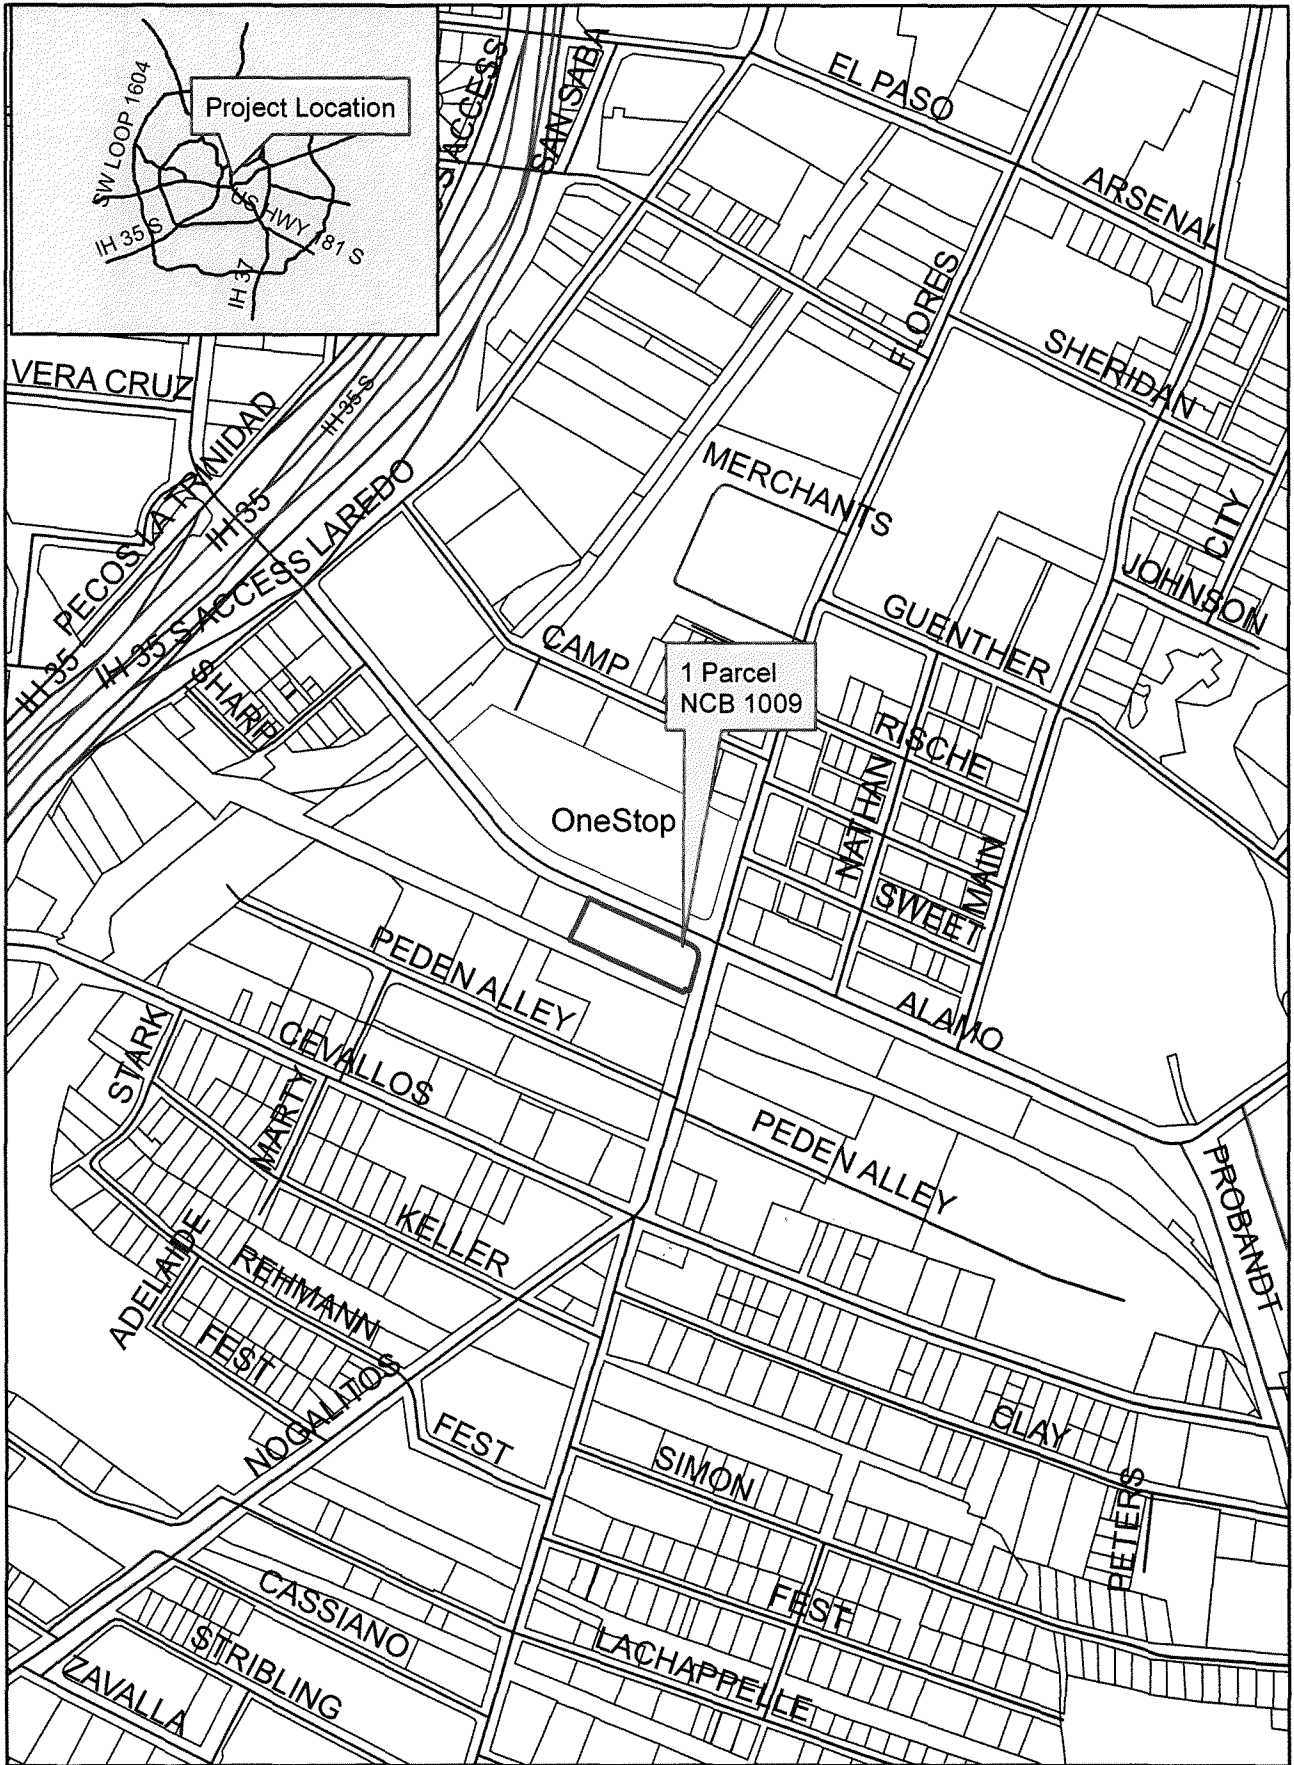 SW LOOP 1604
Project Location
US HWY 181 S
IH 35 S
IH 37
S ACCESS
SAN SABA
EL PASO
ARSENAL
FLORES
SHERIDAN
VERA CRUZ
IH 35 S
PECOS LA TRINIDAD
IH 35
MERCHANTS
CITY
JOHNSON
IH 35 S ACCESS LAREDO
GUENTHER
CAMP
IH 35
SHARP
1 Parcel
NCB 1009
RISCHE
NATHAN
OneStop
MAIN
SWEET
PEDEN ALLEY
ALAMO
STARK
CEVALLOS
MARTY
PEDEN ALLEY
PROBANDT
KELLER
ADELAIDE
REHMANN
FEST
NOGALITOS
FEST
CLAY
SIMON
PETERS
CASSIANO
FEST
STRIBLING
LACHAPPELLE
ZAVALLA